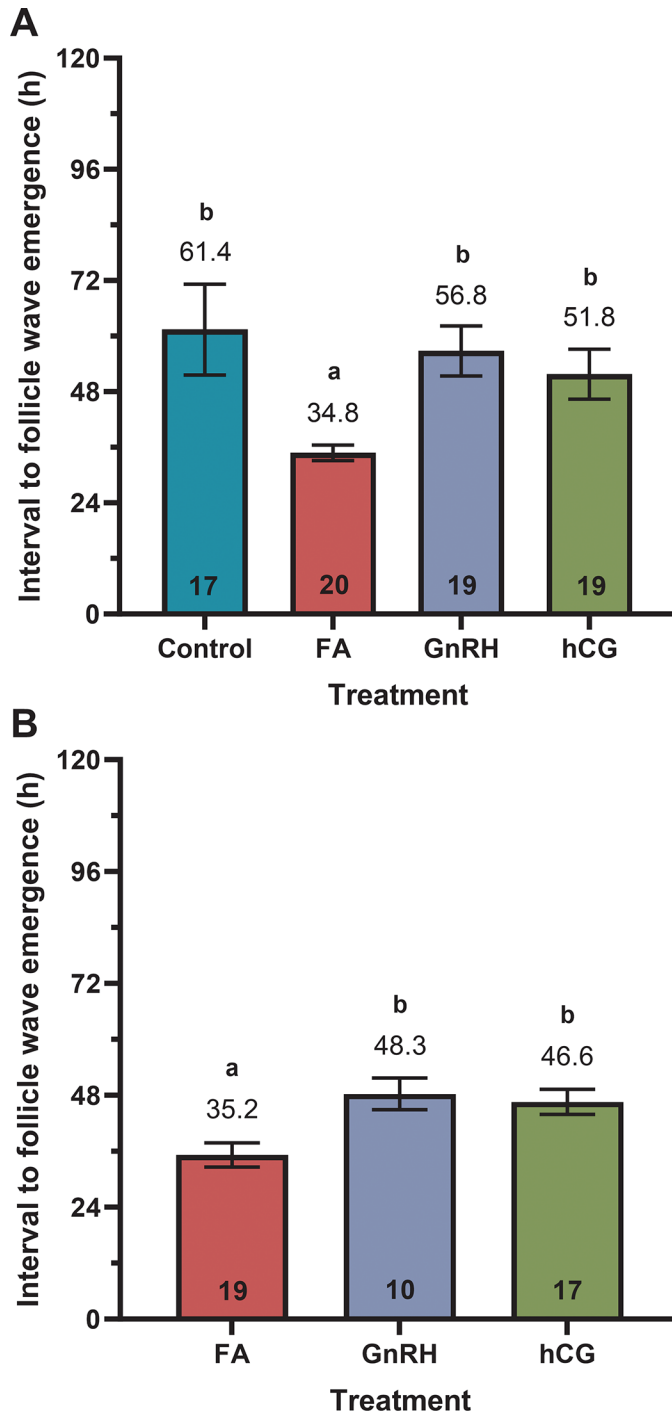 A
Interval to follicle wave emergence (h)
120
96
72
48
24
0
b
61.4
a
34.8
b
56.8
b
51.8
17
20
19
19
Control
FA
GnRH
hCG
Treatment
B
Interval to follicle wave emergence (h)
120
96
72
48
24
0
a
35.2
b
48.3
b
46.6
19
10
17
FA
GnRH
hCG
Treatment